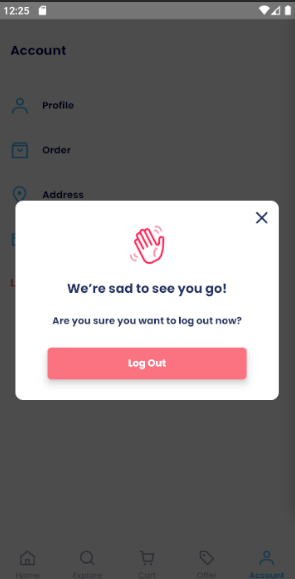 12:25
Account
Profile
Order
Address
We're sad to see you go!
Are you sure you want to log out now?
Log Out
Home
Explore
Cart
Offer
Account